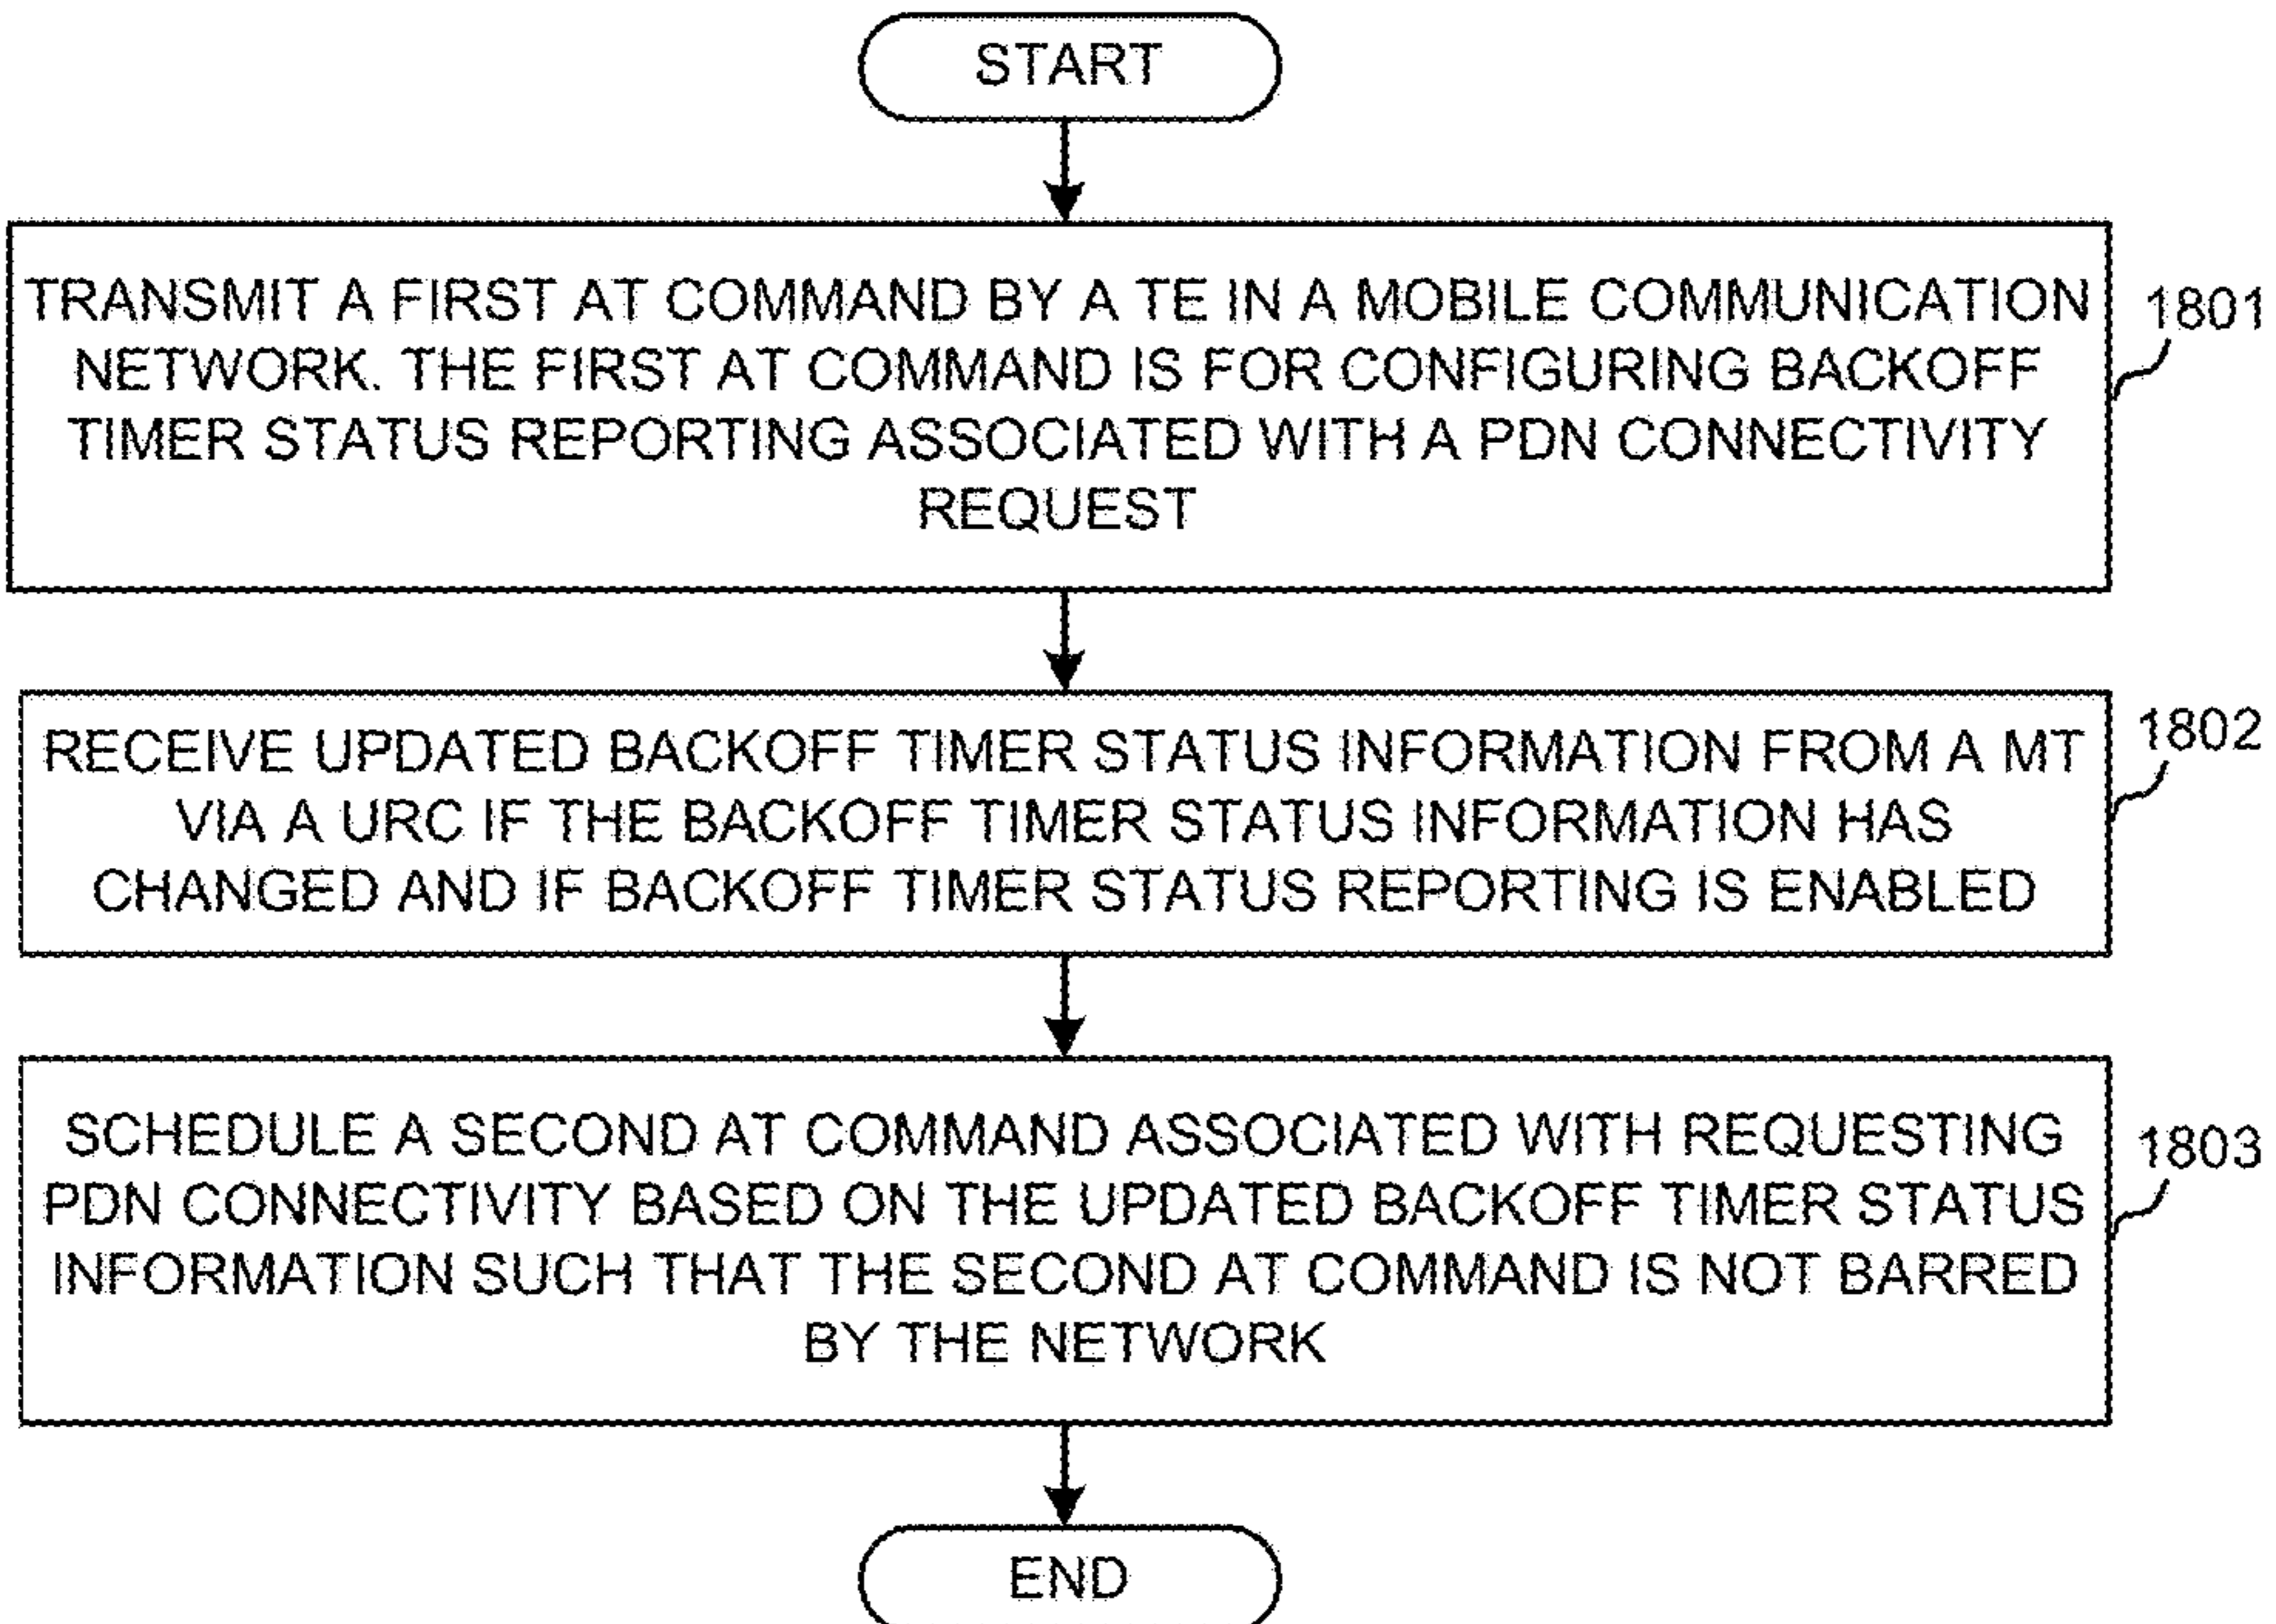 START
TRANSMIT A FIRST AT COMMAND BY A TE IN A MOBILE COMMUNICATION
NETWORK. THE FIRST AT COMMAND IS FOR CONFIGURING BACKOFF
TIMER STATUS REPORTING ASSOCIATED WITH A PDN CONNECTIVITY
REQUEST
1801
RECEIVE UPDATED BACKOFF TIMER STATUS INFORMATION FROM A MT
VIA A URC IF THE BACKOFF TIMER STATUS INFORMATION HAS
CHANGED AND IF BACKOFF TIMER STATUS REPORTING IS ENABLED
1802
SCHEDULE A SECOND AT COMMAND ASSOCIATED WITH REQUESTING
PDN CONNECTIVITY BASED ON THE UPDATED BACKOFF TIMER STATUS
INFORMATION SUCH THAT THE SECOND AT COMMAND IS NOT BARRED
BY THE NETWORK
1803
END